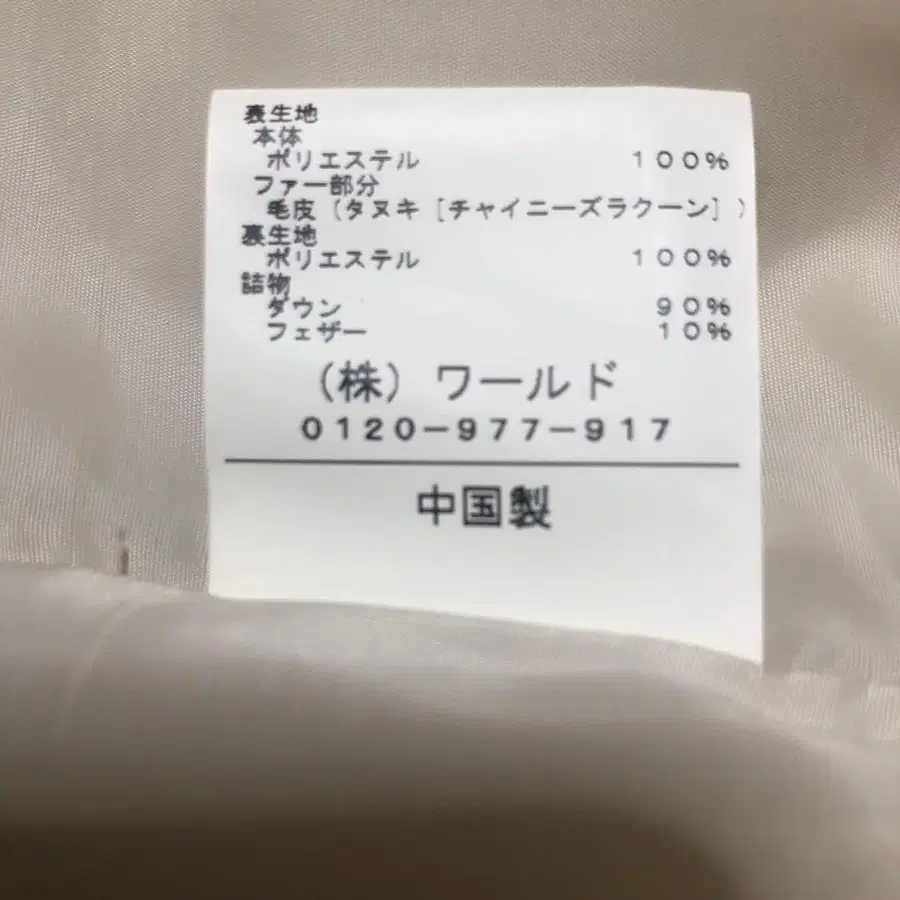 表生地
本体
ポリエステル 100%
ファー部分
毛皮(タヌキ[チャイニーズラクーン])
裏生地
ポリエステル 100%
詰物
ダウン 90%
フェザー 10%
(株)ワールド
0120-977-917
中国製